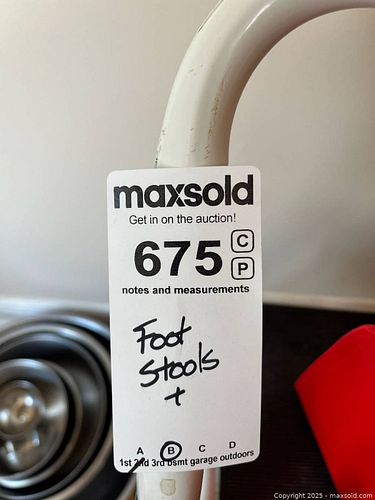 maxsold
Get in on the auction!
675 C
P
notes and measurements
Foot
Stools
+
A B C D
1st 2nd 3rd bsmt garage outdoors
Copyright 2025 - maxsold.com